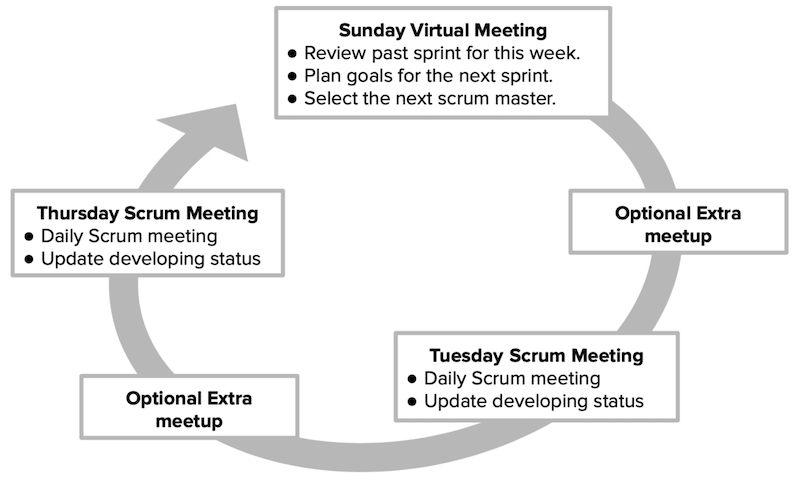 Sunday Virtual Meeting
● Review past sprint for this week.
● Plan goals for the next sprint.
● Select the next scrum master.
Optional Extra
meetup
Tuesday Scrum Meeting
● Daily Scrum meeting
● Update developing status
Optional Extra
meetup
Thursday Scrum Meeting
● Daily Scrum meeting
● Update developing status